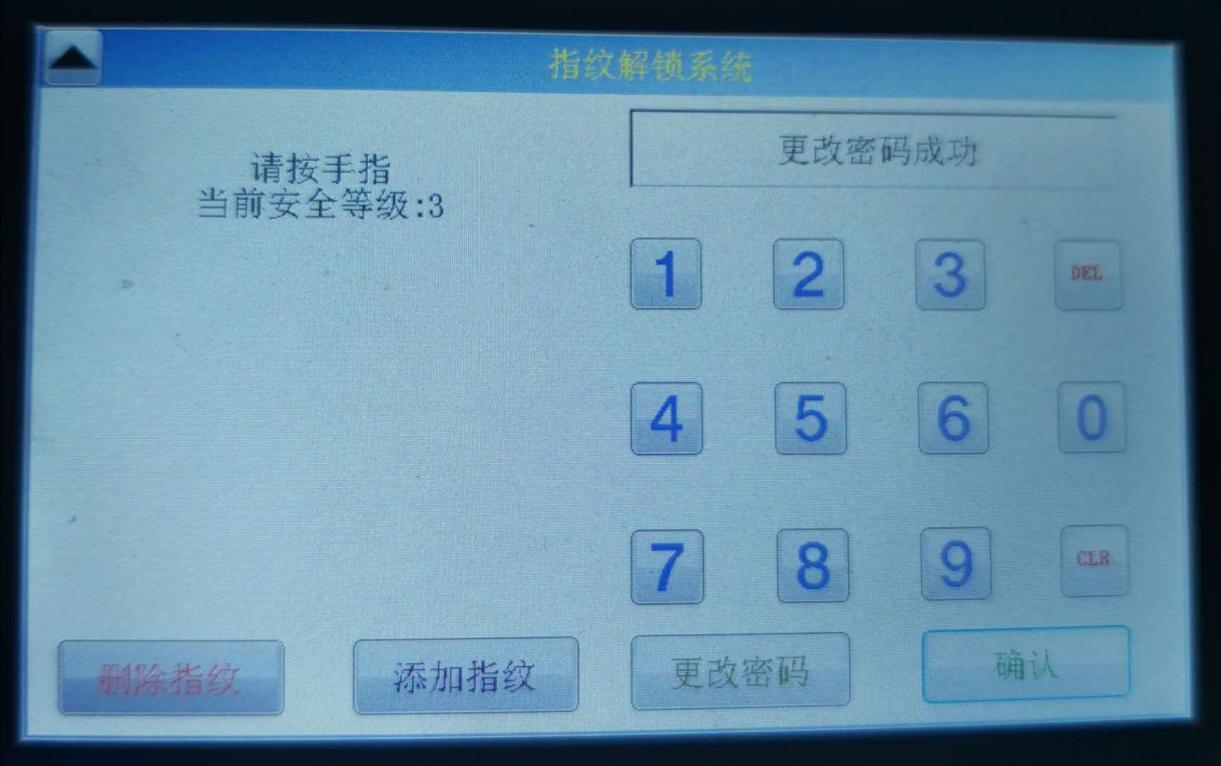 指纹解锁系统
请按手指
当前安全等级:3
更改密码成功
1 2 3 DEL
4 5 6 0
7 8 9 CLR
删除指纹 添加指纹 更改密码 确认